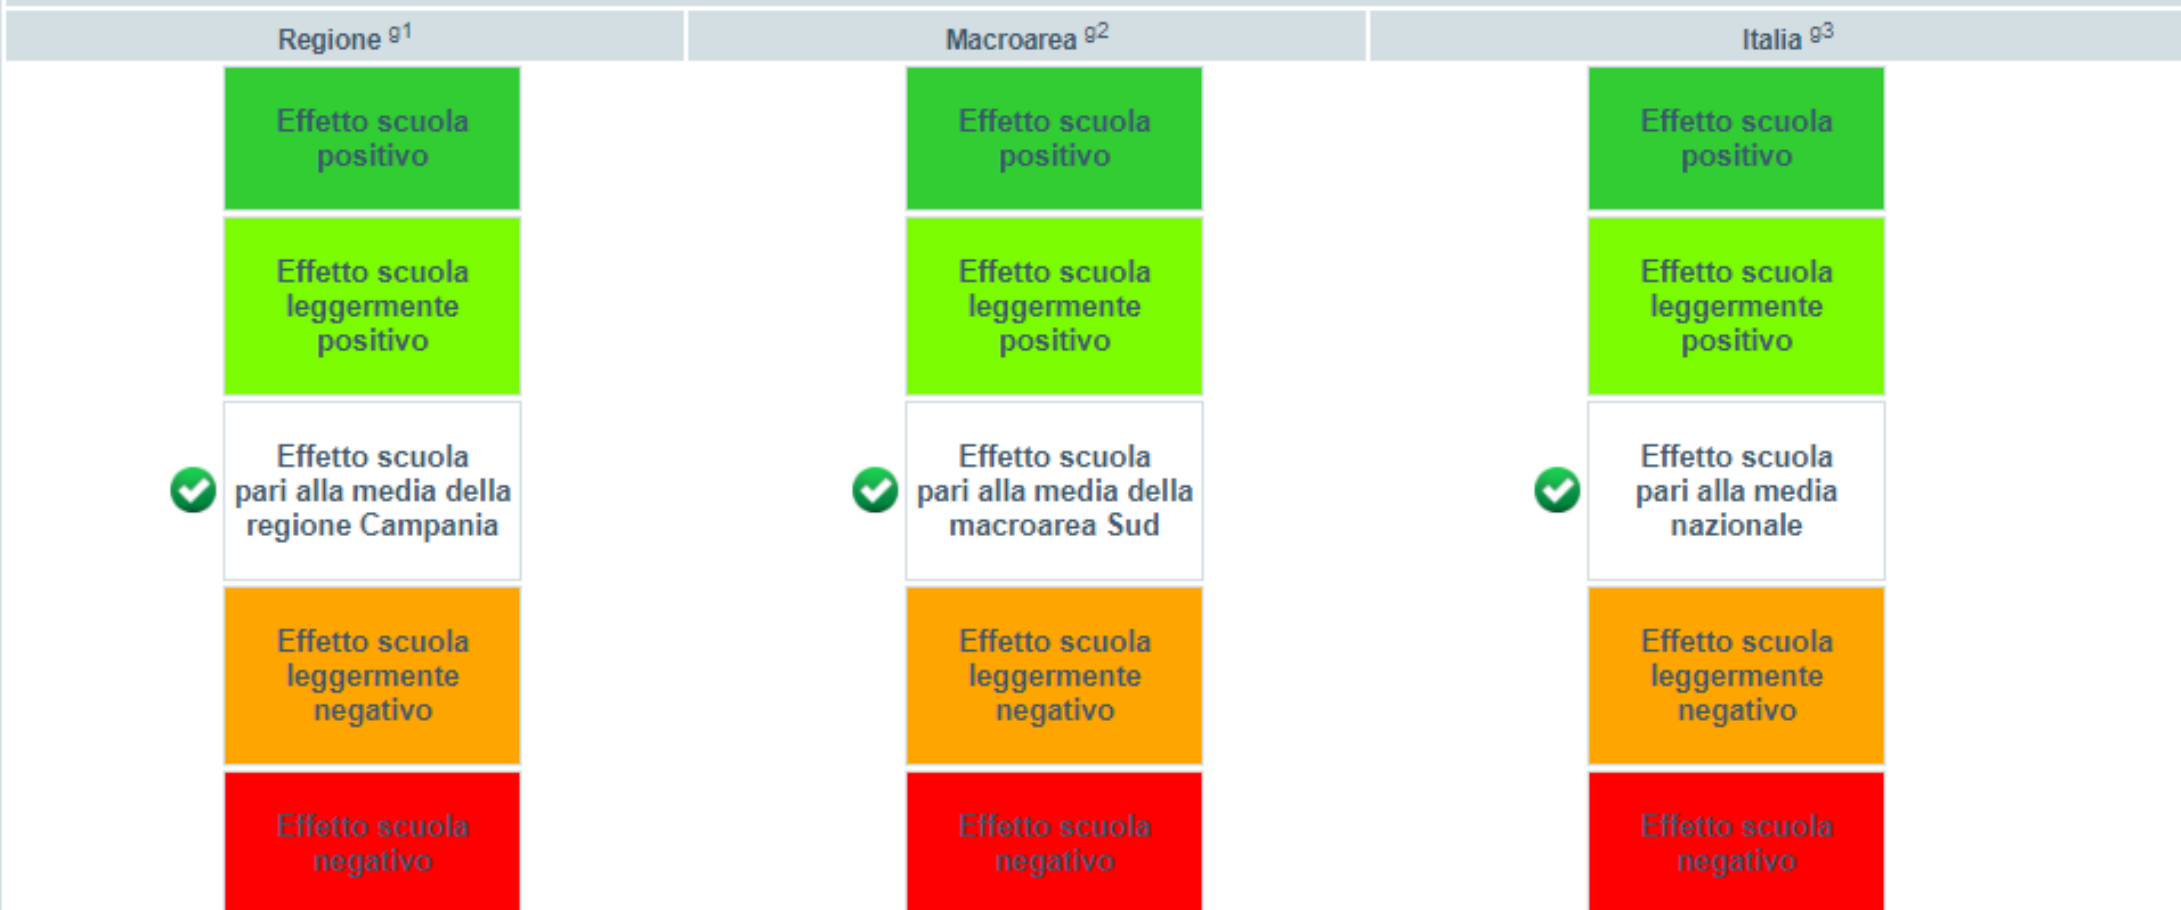 Regione g1 Macroarea g2 Italia g3
Effetto scuola
positivo
Effetto scuola
positivo
Effetto scuola
positivo
Effetto scuola
leggermente
positivo
Effetto scuola
leggermente
positivo
Effetto scuola
leggermente
positivo
Effetto scuola
pari alla media della
regione Campania
Effetto scuola
pari alla media della
macroarea Sud
Effetto scuola
pari alla media
nazionale
Effetto scuola
leggermente
negativo
Effetto scuola
leggermente
negativo
Effetto scuola
leggermente
negativo
Effetto scuola
negativo
Effetto scuola
negativo
Effetto scuola
negativo